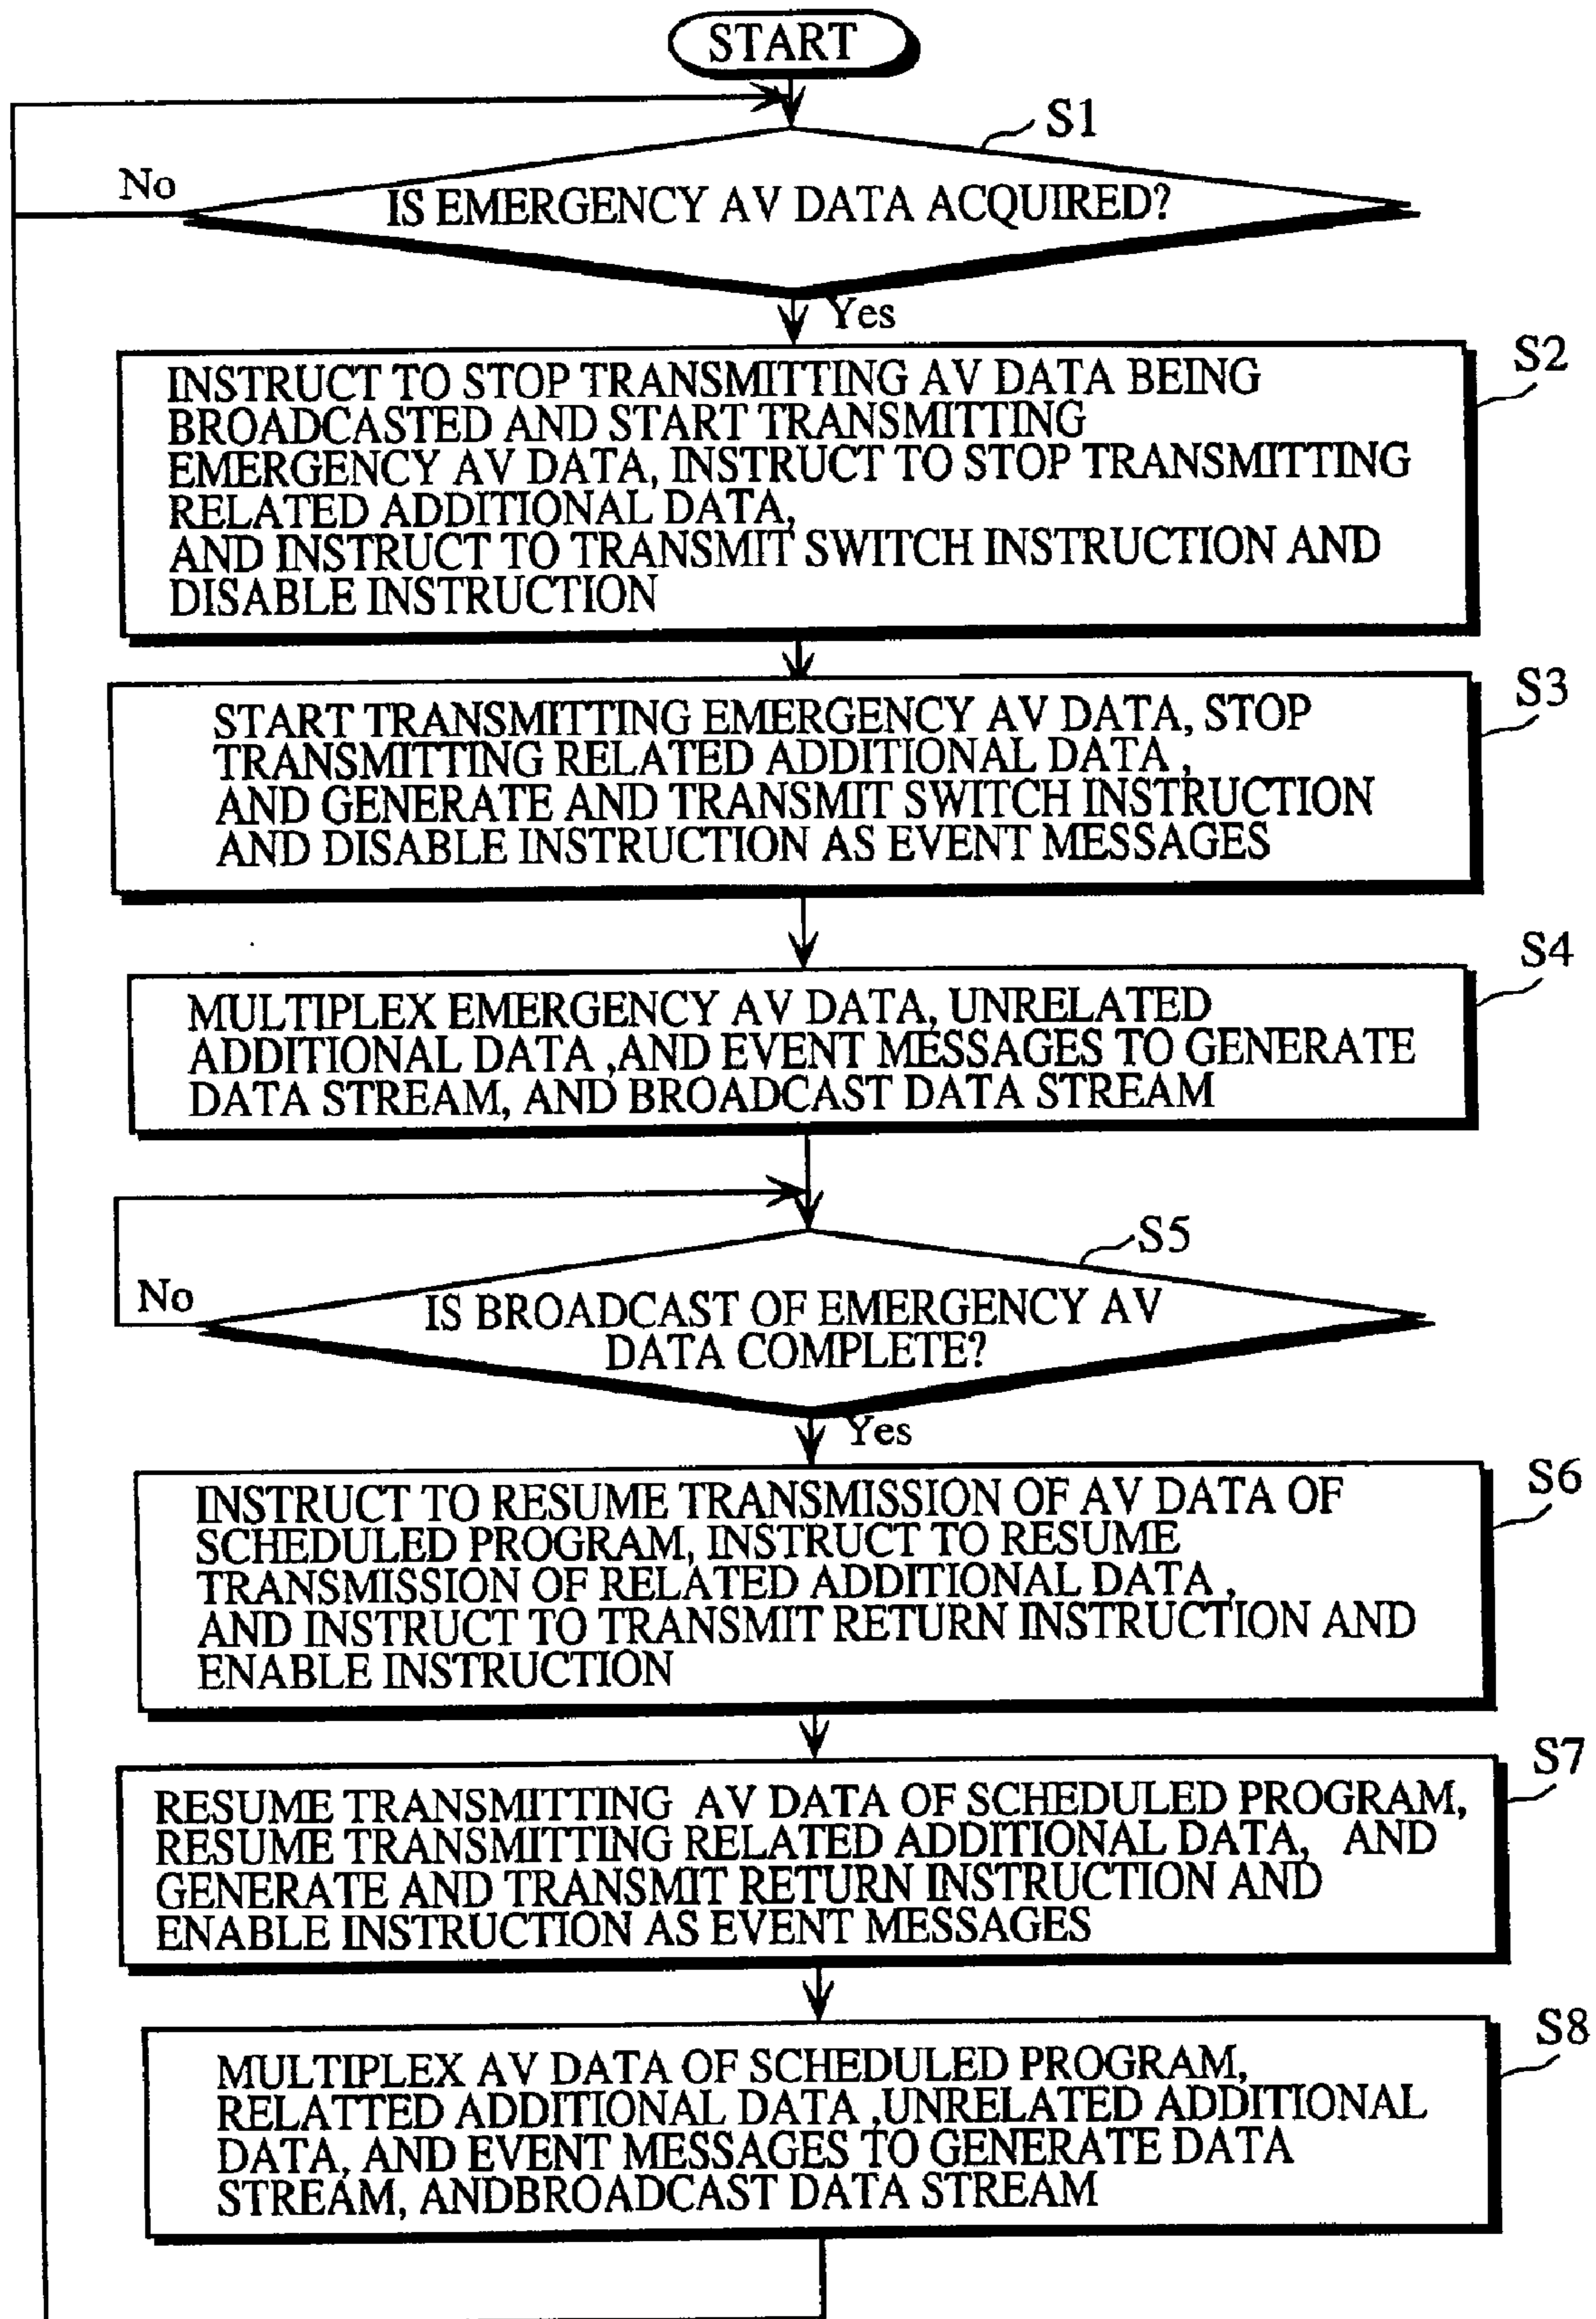 START
S1
No
IS EMERGENCY AV DATA ACQUIRED?
Yes
S2
INSTRUCT TO STOP TRANSMITTING AV DATA BEING
BROADCASTED AND START TRANSMITTING
EMERGENCY AV DATA, INSTRUCT TO STOP TRANSMITTING
RELATED ADDITIONAL DATA,
AND INSTRUCT TO TRANSMIT SWITCH INSTRUCTION AND
DISABLE INSTRUCTION
S3
START TRANSMITTING EMERGENCY AV DATA, STOP
TRANSMITTING RELATED ADDITIONAL DATA ,
AND GENERATE AND TRANSMIT SWITCH INSTRUCTION
AND DISABLE INSTRUCTION AS EVENT MESSAGES
S4
MULTIPLEX EMERGENCY AV DATA, UNRELATED
ADDITIONAL DATA ,AND EVENT MESSAGES TO GENERATE
DATA STREAM, AND BROADCAST DATA STREAM
S5
No
IS BROADCAST OF EMERGENCY AV
DATA COMPLETE?
Yes
S6
INSTRUCT TO RESUME TRANSMISSION OF AV DATA OF
SCHEDULED PROGRAM, INSTRUCT TO RESUME
TRANSMISSION OF RELATED ADDITIONAL DATA ,
AND INSTRUCT TO TRANSMIT RETURN INSTRUCTION AND
ENABLE INSTRUCTION
S7
RESUME TRANSMITTING AV DATA OF SCHEDULED PROGRAM,
RESUME TRANSMITTING RELATED ADDITIONAL DATA, AND
GENERATE AND TRANSMIT RETURN INSTRUCTION AND
ENABLE INSTRUCTION AS EVENT MESSAGES
S8
MULTIPLEX AV DATA OF SCHEDULED PROGRAM,
RELATTED ADDITIONAL DATA ,UNRELATED ADDITIONAL
DATA, AND EVENT MESSAGES TO GENERATE DATA
STREAM, ANDBROADCAST DATA STREAM